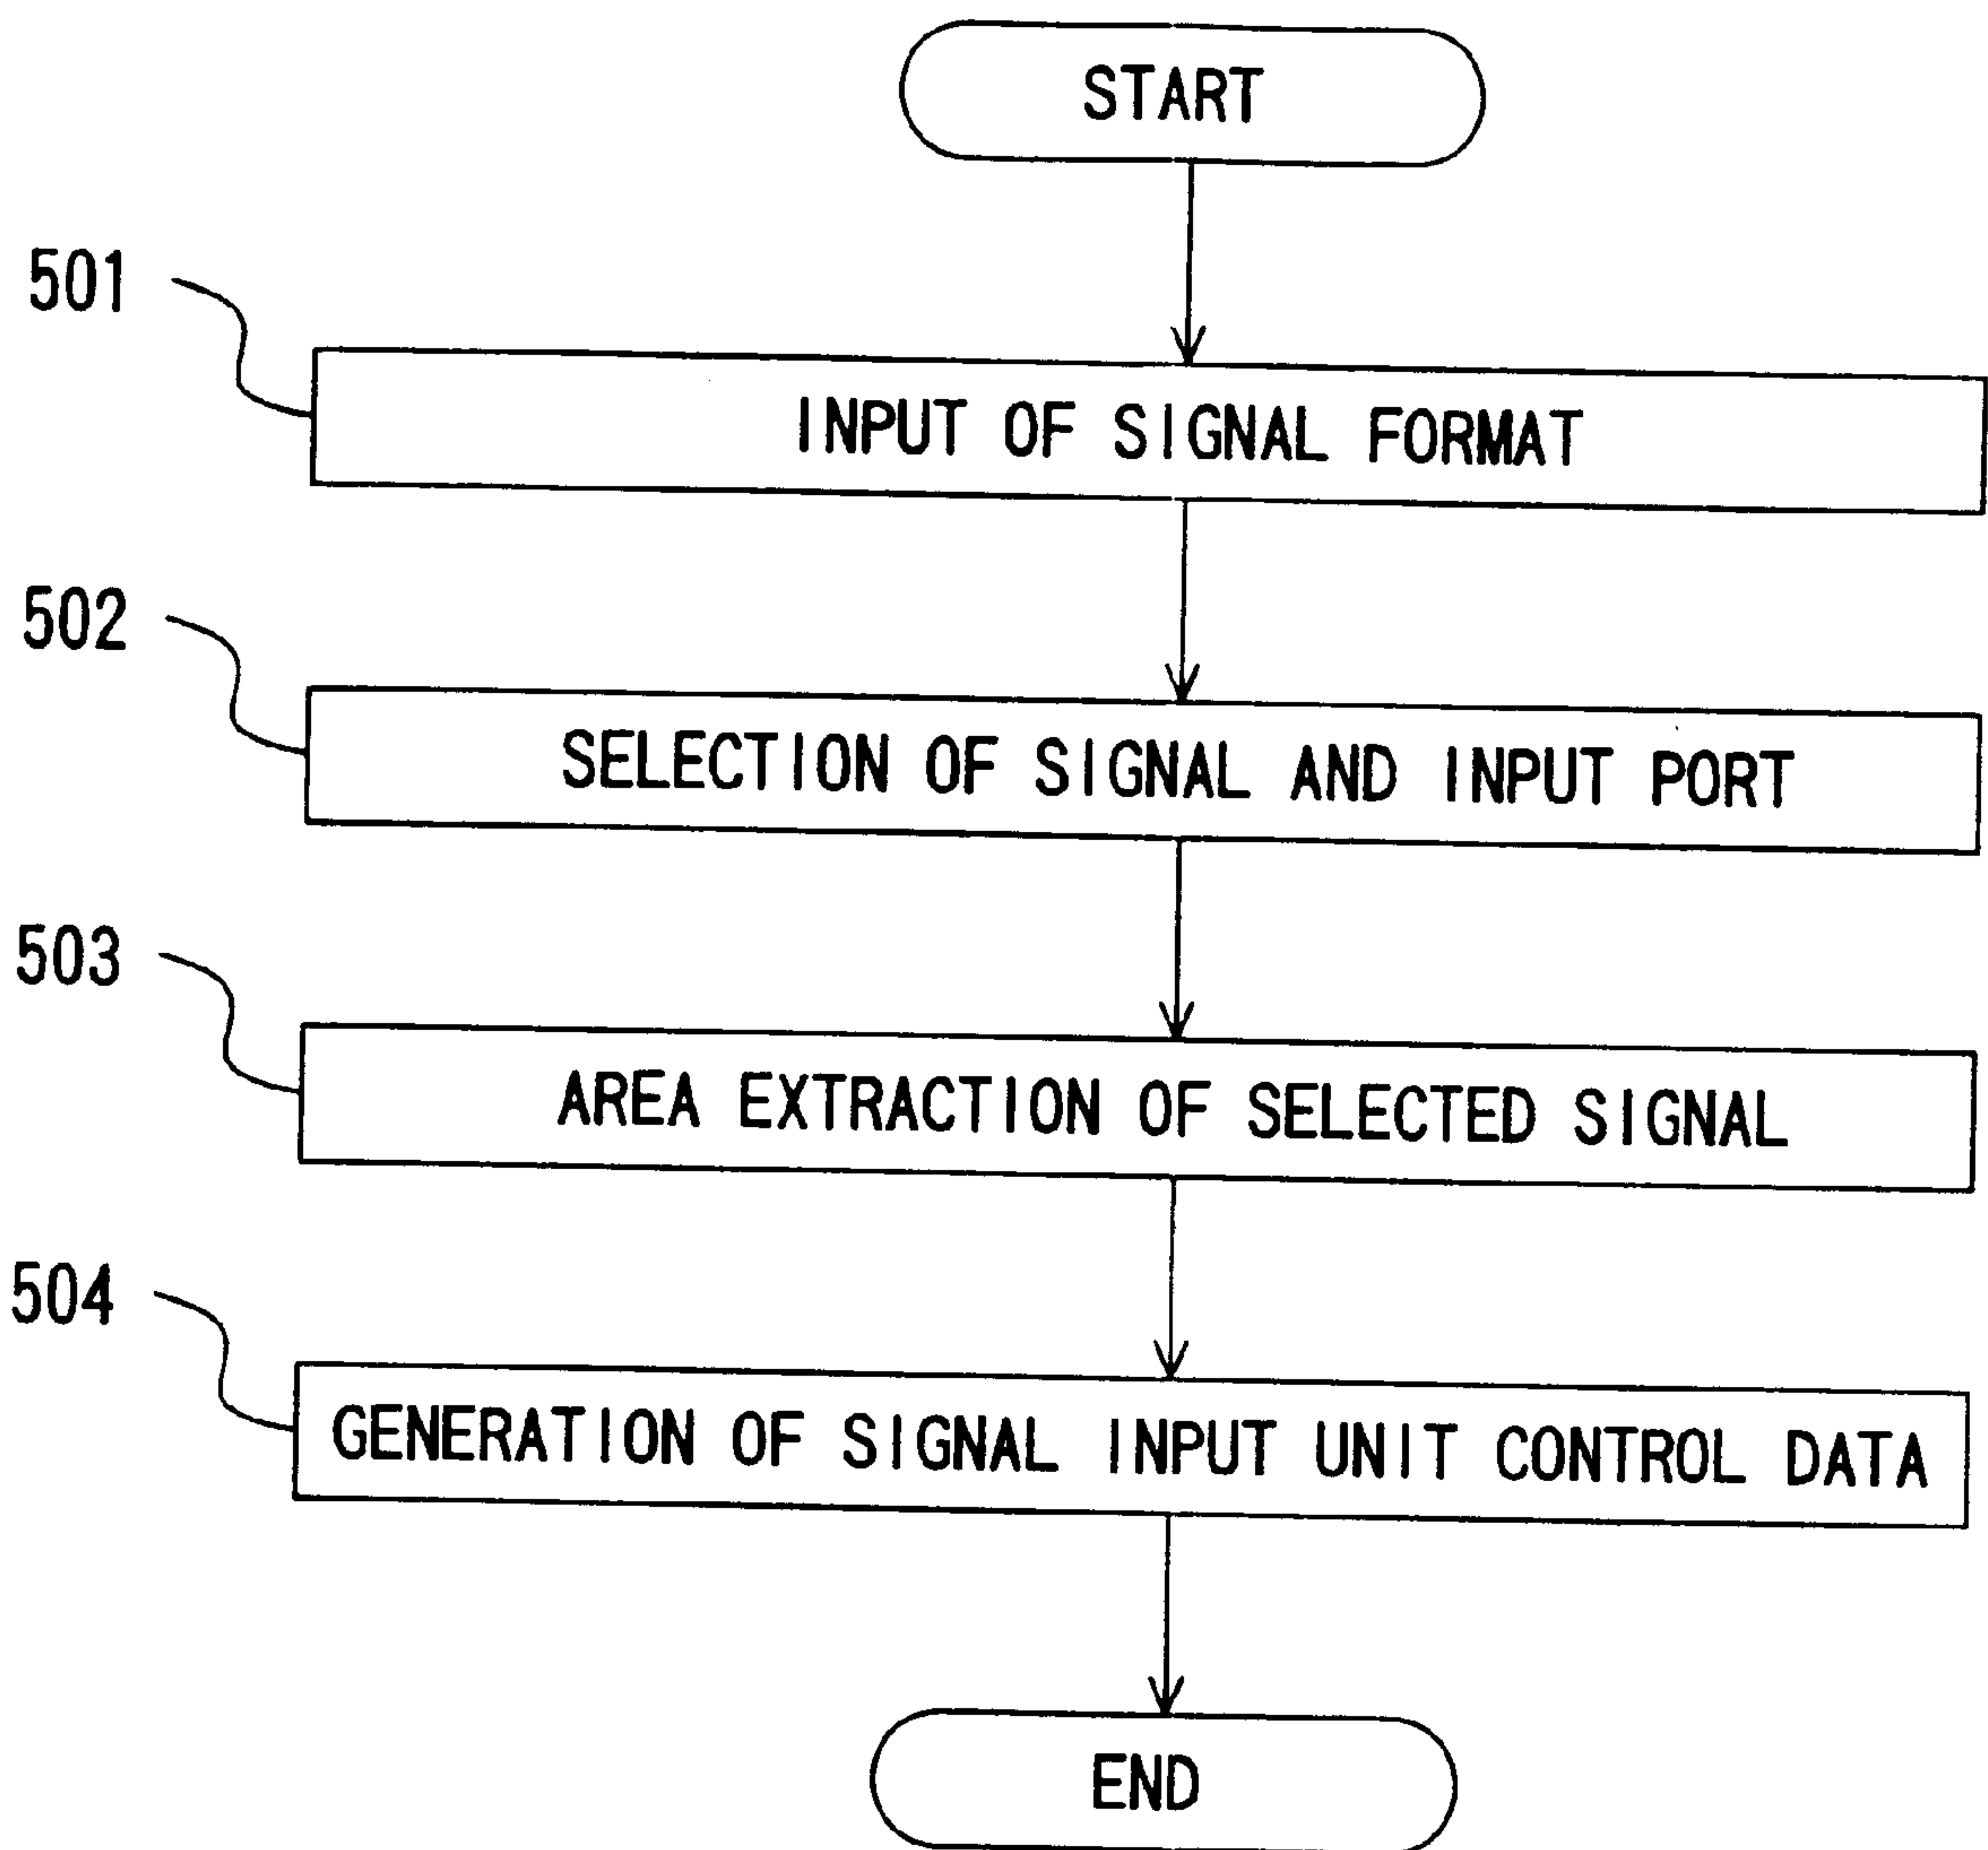 START
501
INPUT OF SIGNAL FORMAT
502
SELECTION OF SIGNAL AND INPUT PORT
503
AREA EXTRACTION OF SELECTED SIGNAL
504
GENERATION OF SIGNAL INPUT UNIT CONTROL DATA
END